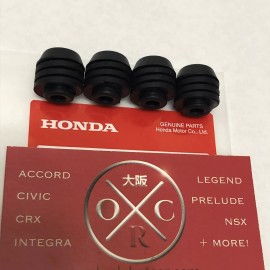 HONDA
GENUINE PARTS
Honda Motor Co., Ltd.
ACCORD
CIVIC
CRX
INTEGRA
大阪
O C
R
LEGEND
PRELUDE
NSX
+ MORE!